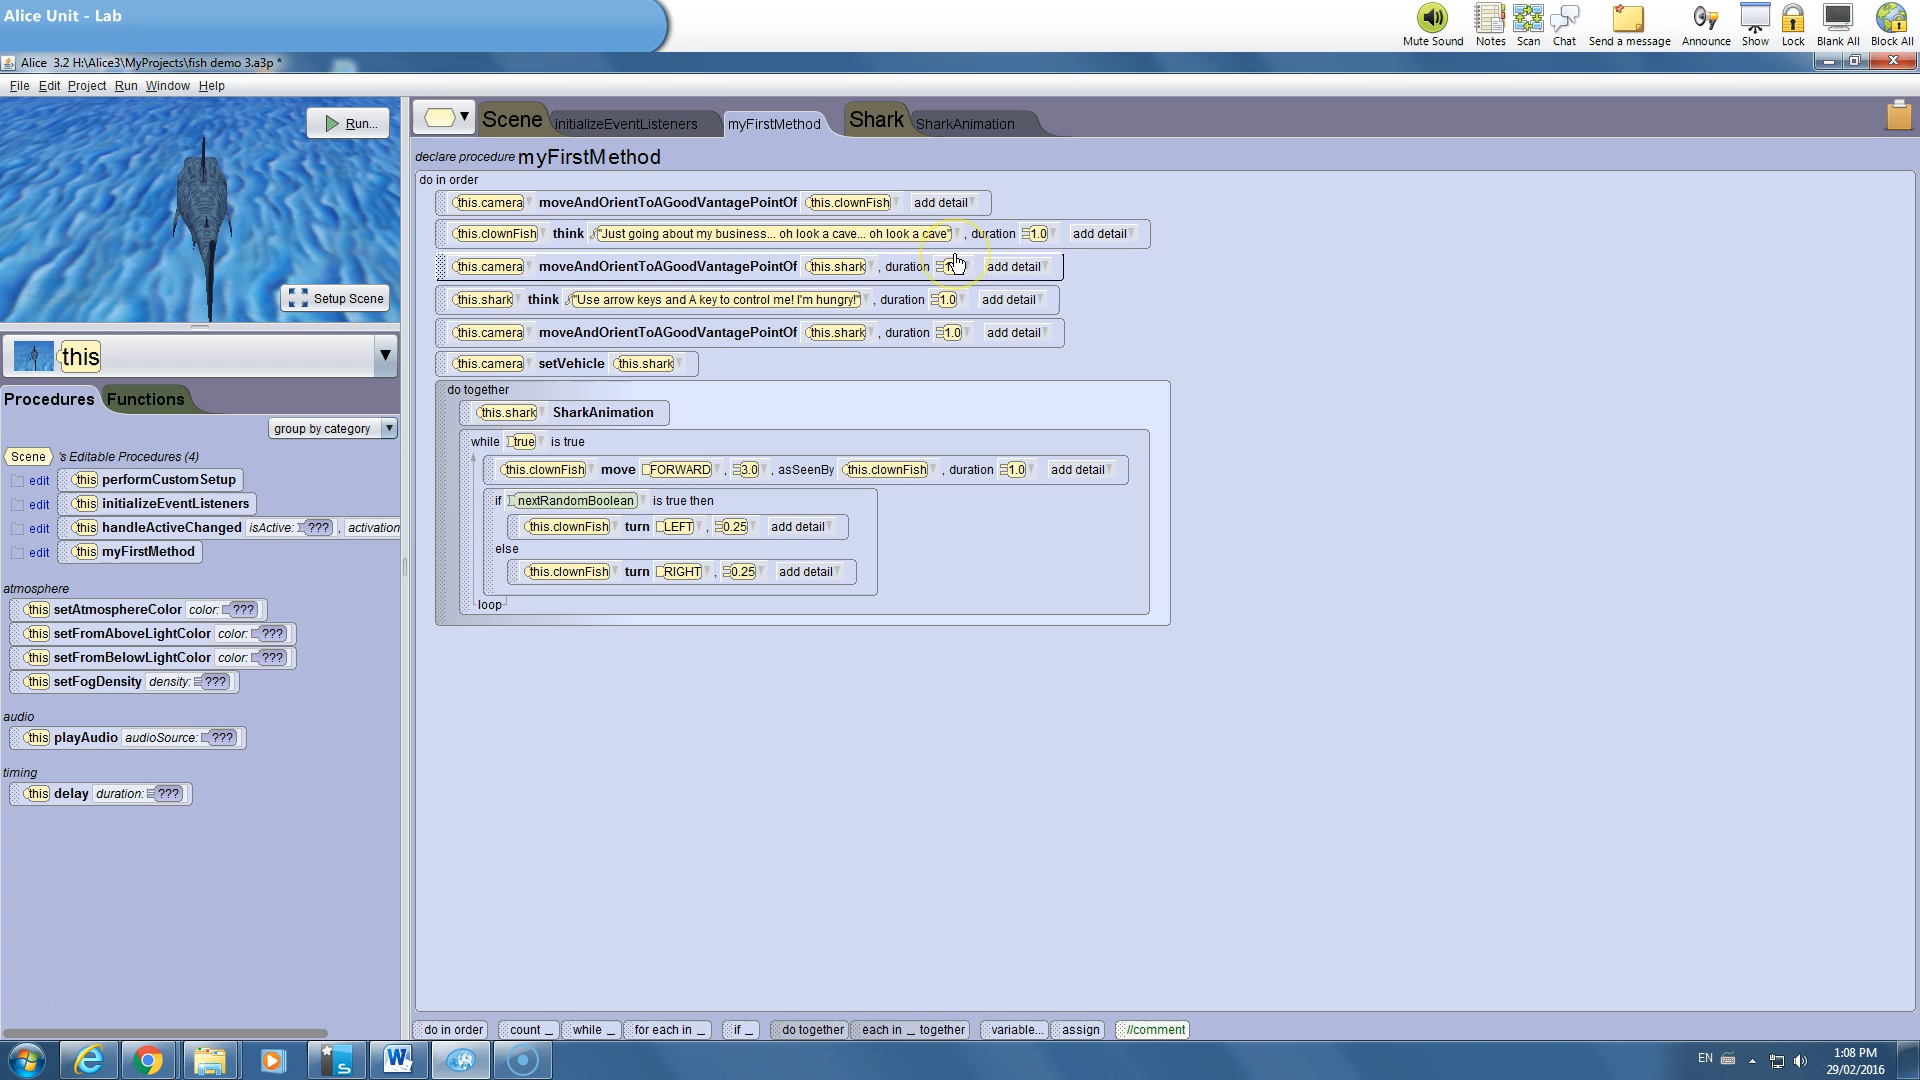 Alice Unit - Lab
Mute Sound Notes Scan Chat Send a message Announce Show Lock Blank All Block All
Alice 3.2 H:\Alice3\MyProjects\fish demo 3.a3p *
File Edit Project Run Window Help
Run...
Setup Scene
Scene initializeEventListeners myFirstMethod Shark SharkAnimation
declare procedure myFirstMethod
do in order
this.camera moveAndOrientToAGoodVantagePointOf this.clownFish add detail
this.clownFish think "Just going about my business... oh look a cave... oh look a cave" , duration 1.0 add detail
this.camera moveAndOrientToAGoodVantagePointOf this.shark , duration add detail
this.shark think "Use arrow keys and A key to control me! I'm hungry!" , duration 1.0 add detail
this.camera moveAndOrientToAGoodVantagePointOf this.shark , duration 1.0 add detail
this.camera setVehicle this.shark
do together
this.shark SharkAnimation
while true is true
this.clownFish move FORWARD , 3.0 , asSeenBy this.clownFish , duration 1.0 add detail
if nextRandomBoolean is true then
this.clownFish turn LEFT , 0.25 add detail
else
this.clownFish turn RIGHT , 0.25 add detail
loop
this
Procedures Functions
group by category
Scene 's Editable Procedures (4)
edit this performCustomSetup
edit this initializeEventListeners
edit this handleActiveChanged isActive: ??? , activation
edit this myFirstMethod
atmosphere
this setAtmosphereColor color: ???
this setFromAboveLightColor color: ???
this setFromBelowLightColor color: ???
this setFogDensity density: ???
audio
this playAudio audioSource: ???
timing
this delay duration: ???
do in order count _ while _ for each in _ if _ do together each in _ together variable... assign //comment
EN 1:08 PM
29/02/2016